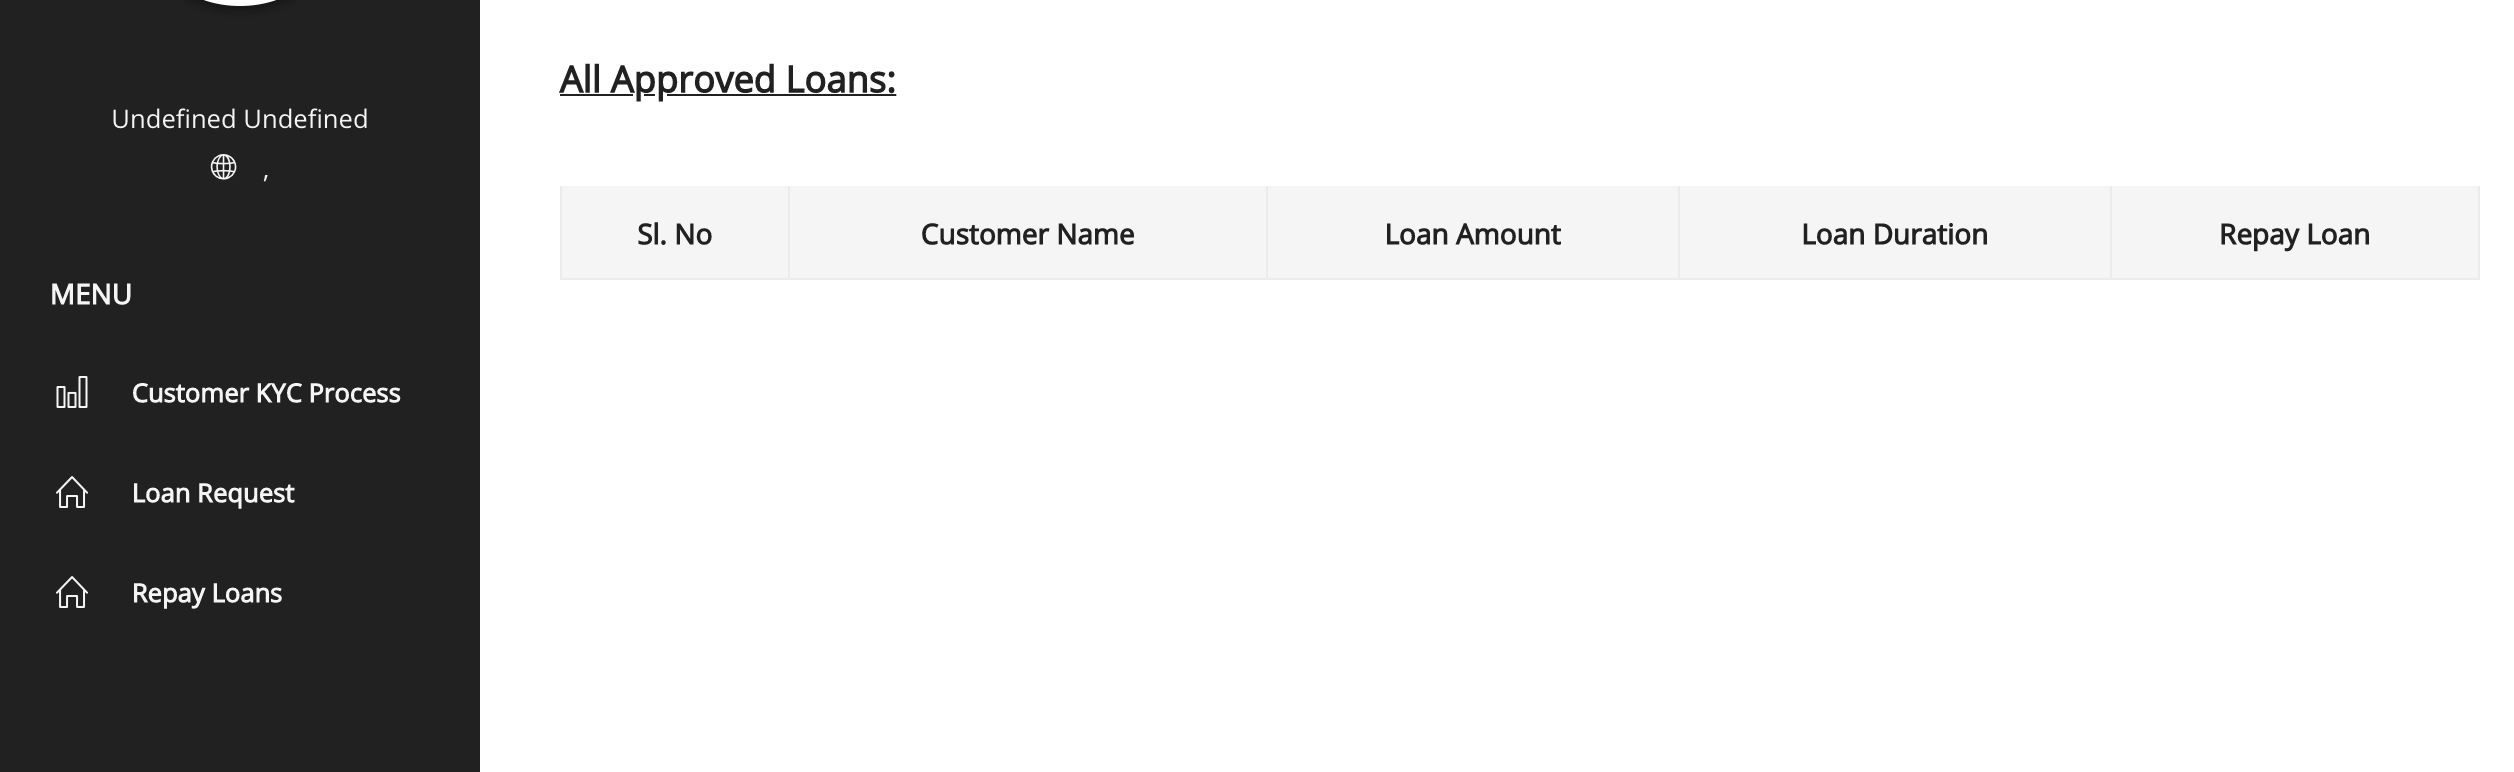 Undefined Undefined
,
MENU
Customer KYC Process
Loan Request
Repay Loans
All Approved Loans:
Sl. No Customer Name Loan Amount Loan Duration Repay Loan